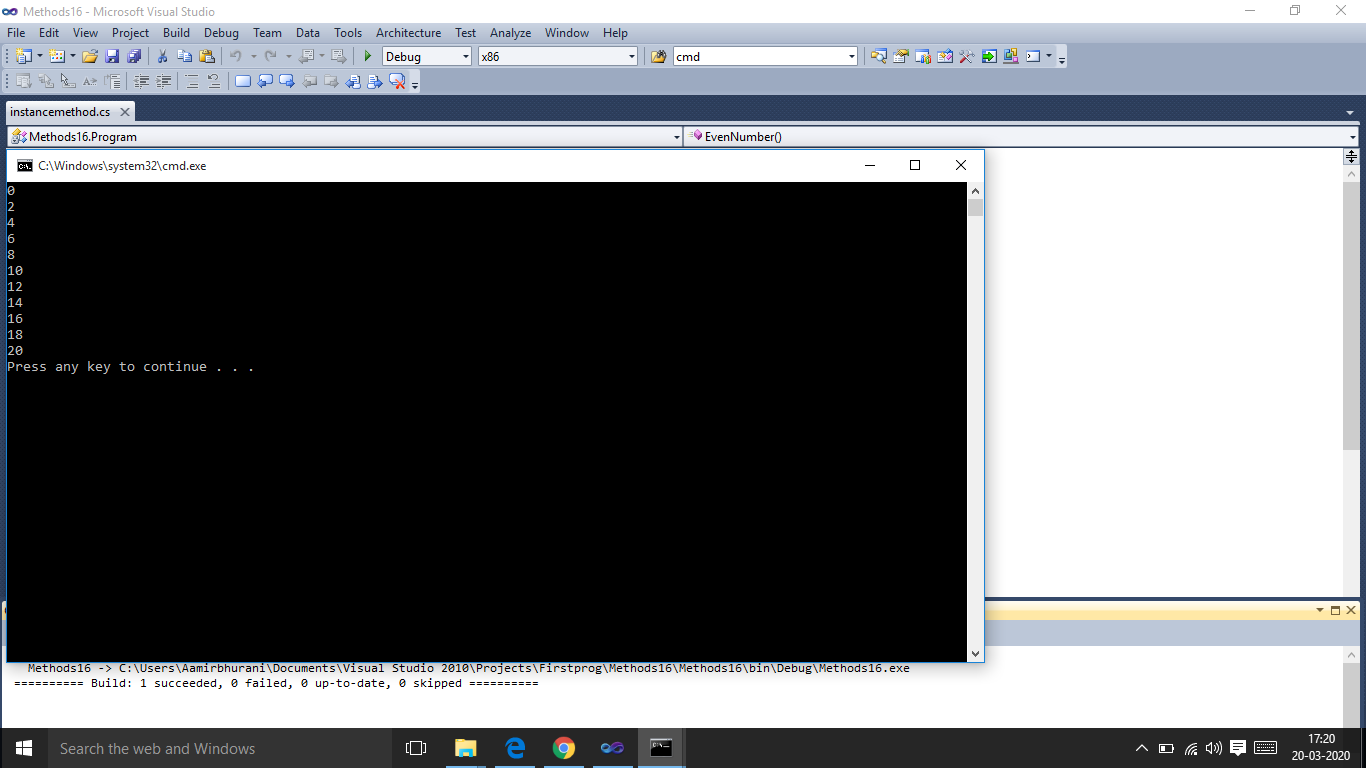 Methods16 - Microsoft Visual Studio
File Edit View Project Build Debug Team Data Tools Architecture Test Analyze Window Help
Debug x86 cmd
instancemethod.cs
Methods16.Program EvenNumber()
C:\Windows\system32\cmd.exe
0
2
4
6
8
10
12
14
16
18
20
Press any key to continue . . .
Methods16 -> C:\Users\Aamirbhurani\Documents\Visual Studio 2010\Projects\Firstprog\Methods16\Methods16\bin\Debug\Methods16.exe
========== Build: 1 succeeded, 0 failed, 0 up-to-date, 0 skipped ==========
Search the web and Windows
17:20
20-03-2020